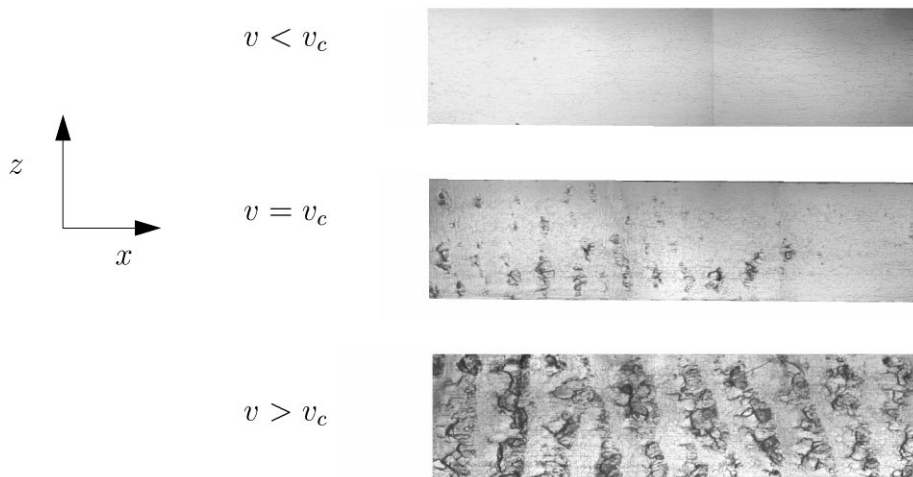 v < v_c
z
v = v_c
x
v > v_c